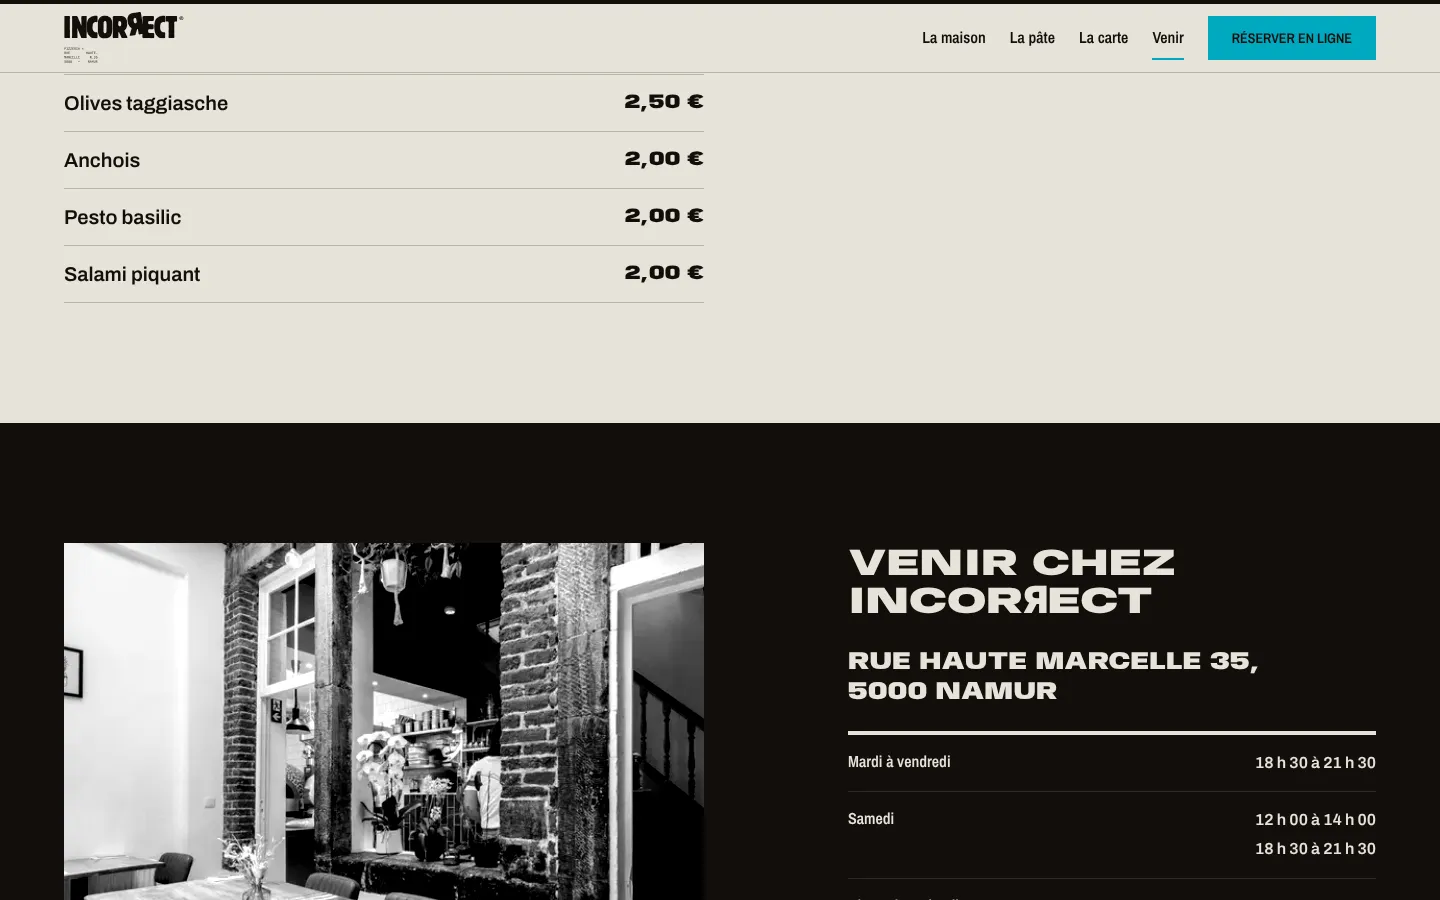 INCORЯECT
La maison
La pâte
La carte
Venir
RÉSERVER EN LIGNE
Olives taggiasche 2,50 €
Anchois 2,00 €
Pesto basilic 2,00 €
Salami piquant 2,00 €
VENIR CHEZ
INCORЯECT
RUE HAUTE MARCELLE 35,
5000 NAMUR
Mardi à vendredi 18 h 30 à 21 h 30
Samedi 12 h 00 à 14 h 00
18 h 30 à 21 h 30